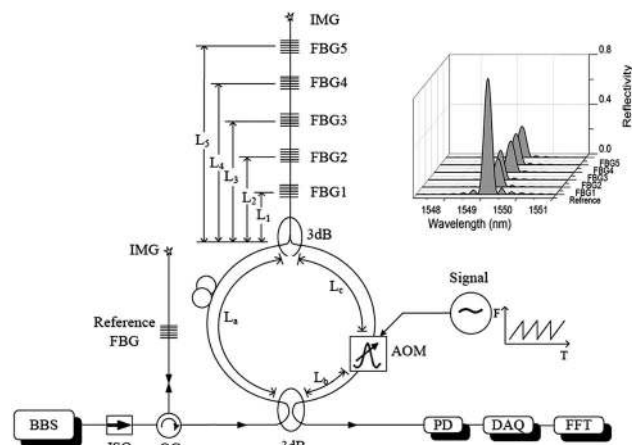 IMG
FBG5
FBG4
FBG3
FBG2
FBG1
L5
L4
L3
L2
L1
3dB
IMG
Reference
FBG
La
Lc
Lb
AOM
Signal
F
T
BBS
ISO
3dB
PD
DAQ
FFT
0.8
0.4
0.0
Reflectivity
FBG5
FBG4
FBG3
FBG2
FBG1
Refrence
1548
1549
1550
1551
Wavelength (nm)